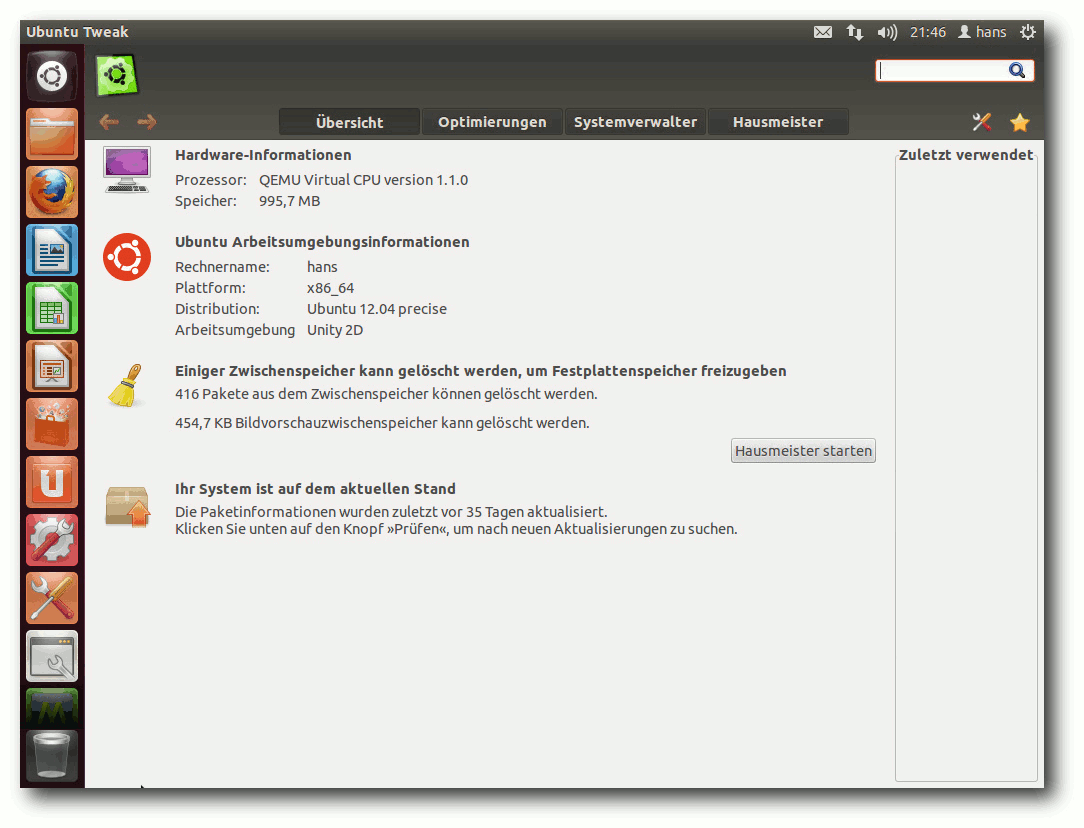 Ubuntu Tweak 21:46 hans
Übersicht Optimierungen Systemverwalter Hausmeister
Hardware-Informationen
Prozessor: QEMU Virtual CPU version 1.1.0
Speicher: 995,7 MB
Ubuntu Arbeitsumgebungsinformationen
Rechnername: hans
Plattform: x86_64
Distribution: Ubuntu 12.04 precise
Arbeitsumgebung Unity 2D
Einiger Zwischenspeicher kann gelöscht werden, um Festplattenspeicher freizugeben
416 Pakete aus dem Zwischenspeicher können gelöscht werden.
454,7 KB Bildvorschauzwischenspeicher kann gelöscht werden.
Hausmeister starten
Ihr System ist auf dem aktuellen Stand
Die Paketinformationen wurden zuletzt vor 35 Tagen aktualisiert.
Klicken Sie unten auf den Knopf »Prüfen«, um nach neuen Aktualisierungen zu suchen.
Zuletzt verwendet